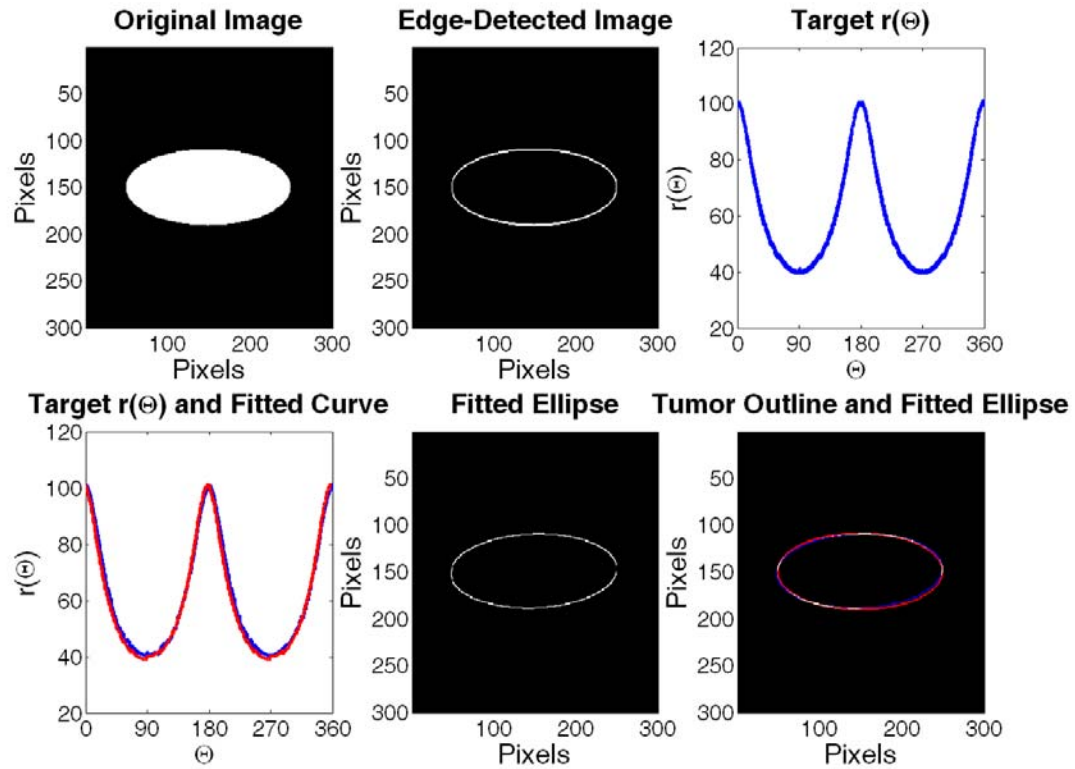 Original Image
50
100
150
200
250
300
Pixels
100 200 300
Pixels
Edge-Detected Image
50
100
150
200
250
300
Pixels
100 200 300
Pixels
Target r(Θ)
120
100
80
60
40
20
r(Θ)
0 90 180 270 360
Θ
Target r(Θ) and Fitted Curve
120
100
80
60
40
20
r(Θ)
0 90 180 270 360
Θ
Fitted Ellipse
50
100
150
200
250
300
Pixels
100 200 300
Pixels
Tumor Outline and Fitted Ellipse
50
100
150
200
250
300
Pixels
100 200 300
Pixels